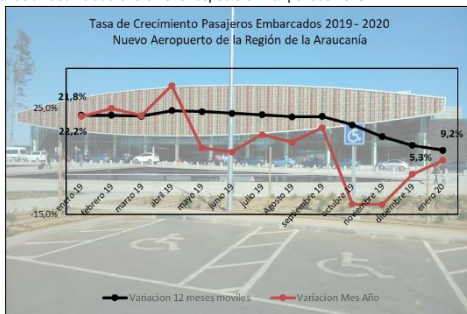 Tasa de Crecimiento Pasajeros Embarcados 2019 - 2020
Nuevo Aeropuerto de la Región de la Araucanía
21,8%
25,0%
22,2%
9,2%
5,3%
-15,0%
enero 19
febrero 19
marzo 19
abril 19
mayo 19
junio 19
julio 19
Agosto 19
septiembre 19
octubre 19
noviembre 19
diciembre 19
enero 20
Variacion 12 meses moviles
Variacion Mes Año